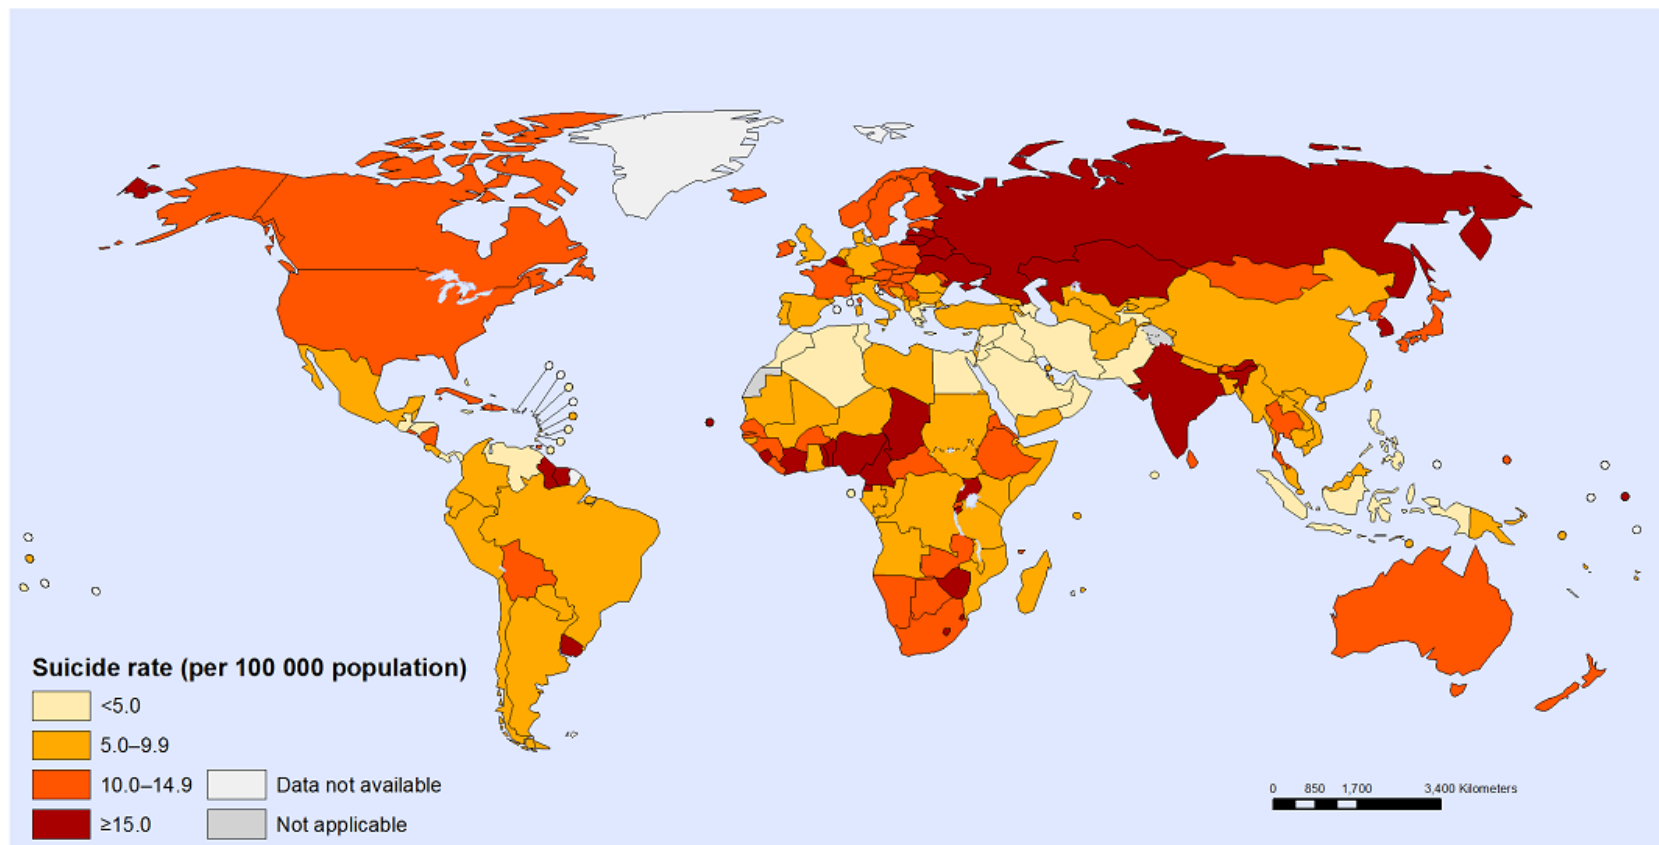 Suicide rate (per 100 000 population)
<5.0
5.0–9.9
10.0–14.9
≥15.0
Data not available
Not applicable
0 850 1,700 3,400 Kilometers